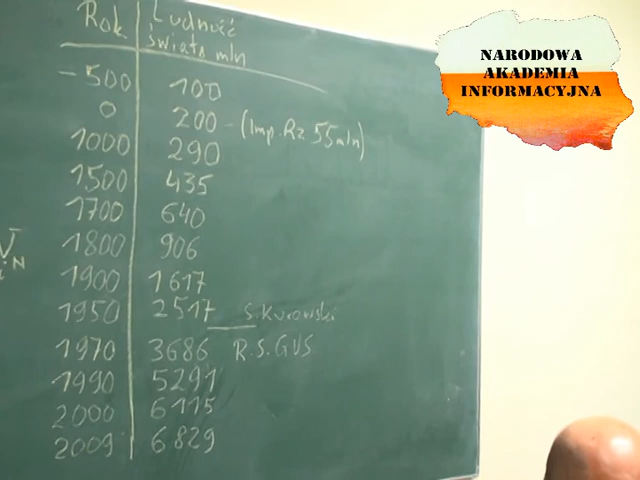 Rok Ludność
świata mln
-500 100
0 200 - (Imp. Rz 55 mln)
1000 290
1500 435
1700 640
1800 906
1900 1617
1950 2517 S. Kurowski
1970 3686 R.S. GUS
1990 5291
2000 6115
2009 6829
NARODOWA
AKADEMIA
INFORMACYJNA